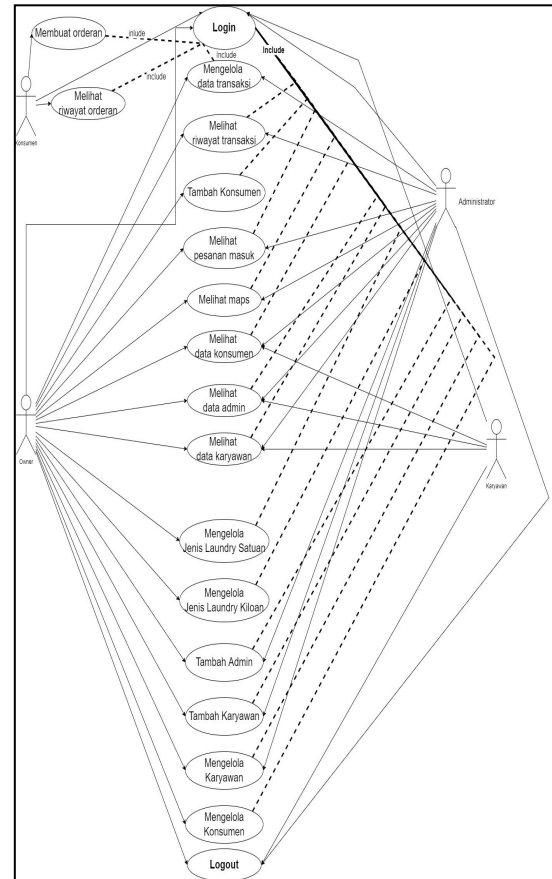 Membuat orderan
inlude
Login
Include
Include
include
Mengelola
data transaksi
Melihat
riwayat orderan
Konsumen
Melihat
riwayat transaksi
Tambah Konsumen
Administrator
Melihat
pesanan masuk
Melihat maps
Melihat
data konsumen
Melihat
data admin
Melihat
data karyawan
Owner
Karyawan
Mengelola
Jenis Laundry Satuan
Mengelola
Jenis Laundry Kiloan
Tambah Admin
Tambah Karyawan
Mengelola
Karyawan
Mengelola
Konsumen
Logout